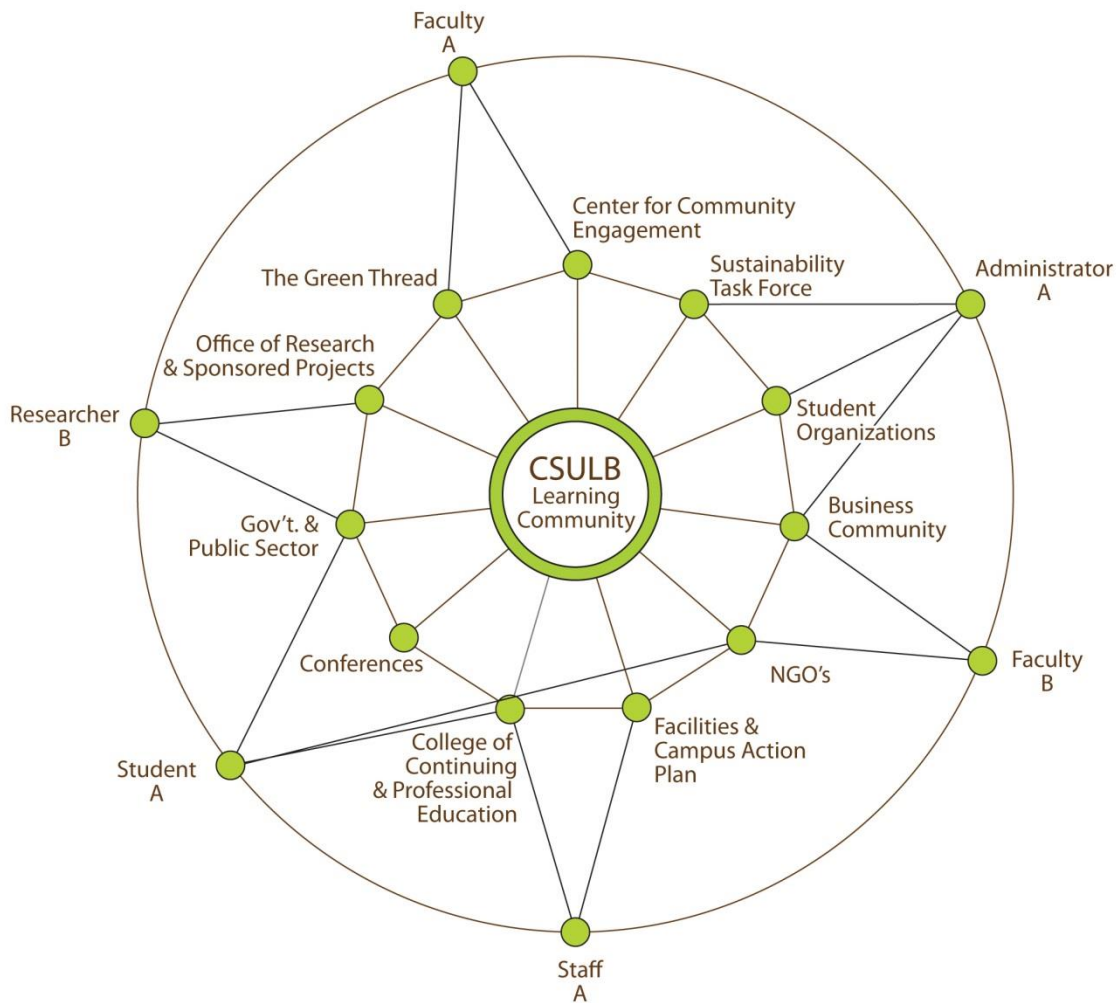 Faculty
A
Center for Community
Engagement
The Green Thread
Sustainability
Task Force
Administrator
A
Office of Research
& Sponsored Projects
Researcher
B
Student
Organizations
CSULB
Learning
Community
Gov't. &
Public Sector
Business
Community
Conferences
NGO's
Faculty
B
Student
A
College of
Continuing
& Professional
Education
Facilities &
Campus Action
Plan
Staff
A